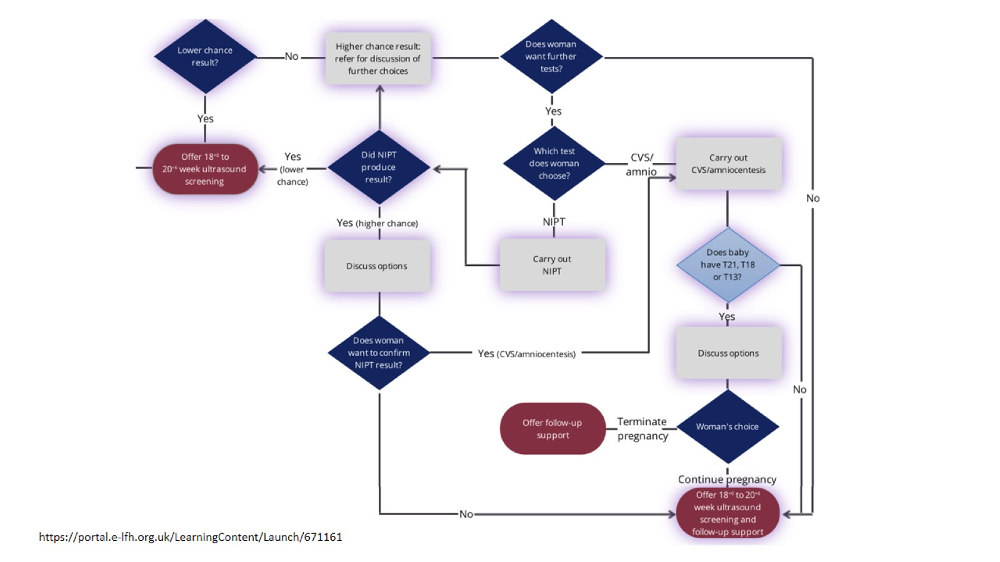 Lower chance
result?
No
Higher chance result:
refer for discussion of
further choices
Does woman
want further
tests?
Yes
Yes
Offer 18⁺⁰ to
20⁺⁶ week ultrasound
screening
Yes
(lower
chance)
Did NIPT
produce
result?
Which test
does woman
choose?
CVS/
amnio
Carry out
CVS/amniocentesis
No
Yes (higher chance)
NIPT
Discuss options
Carry out
NIPT
Does baby
have T21, T18
or T13?
Yes
Does woman
want to confirm
NIPT result?
Yes (CVS/amniocentesis)
Discuss options
No
Offer follow-up
support
Terminate
pregnancy
Woman's choice
Continue pregnancy
No
Offer 18⁺⁰ to 20⁺⁶
week ultrasound
screening and
follow-up support
https://portal.e-lfh.org.uk/LearningContent/Launch/671161